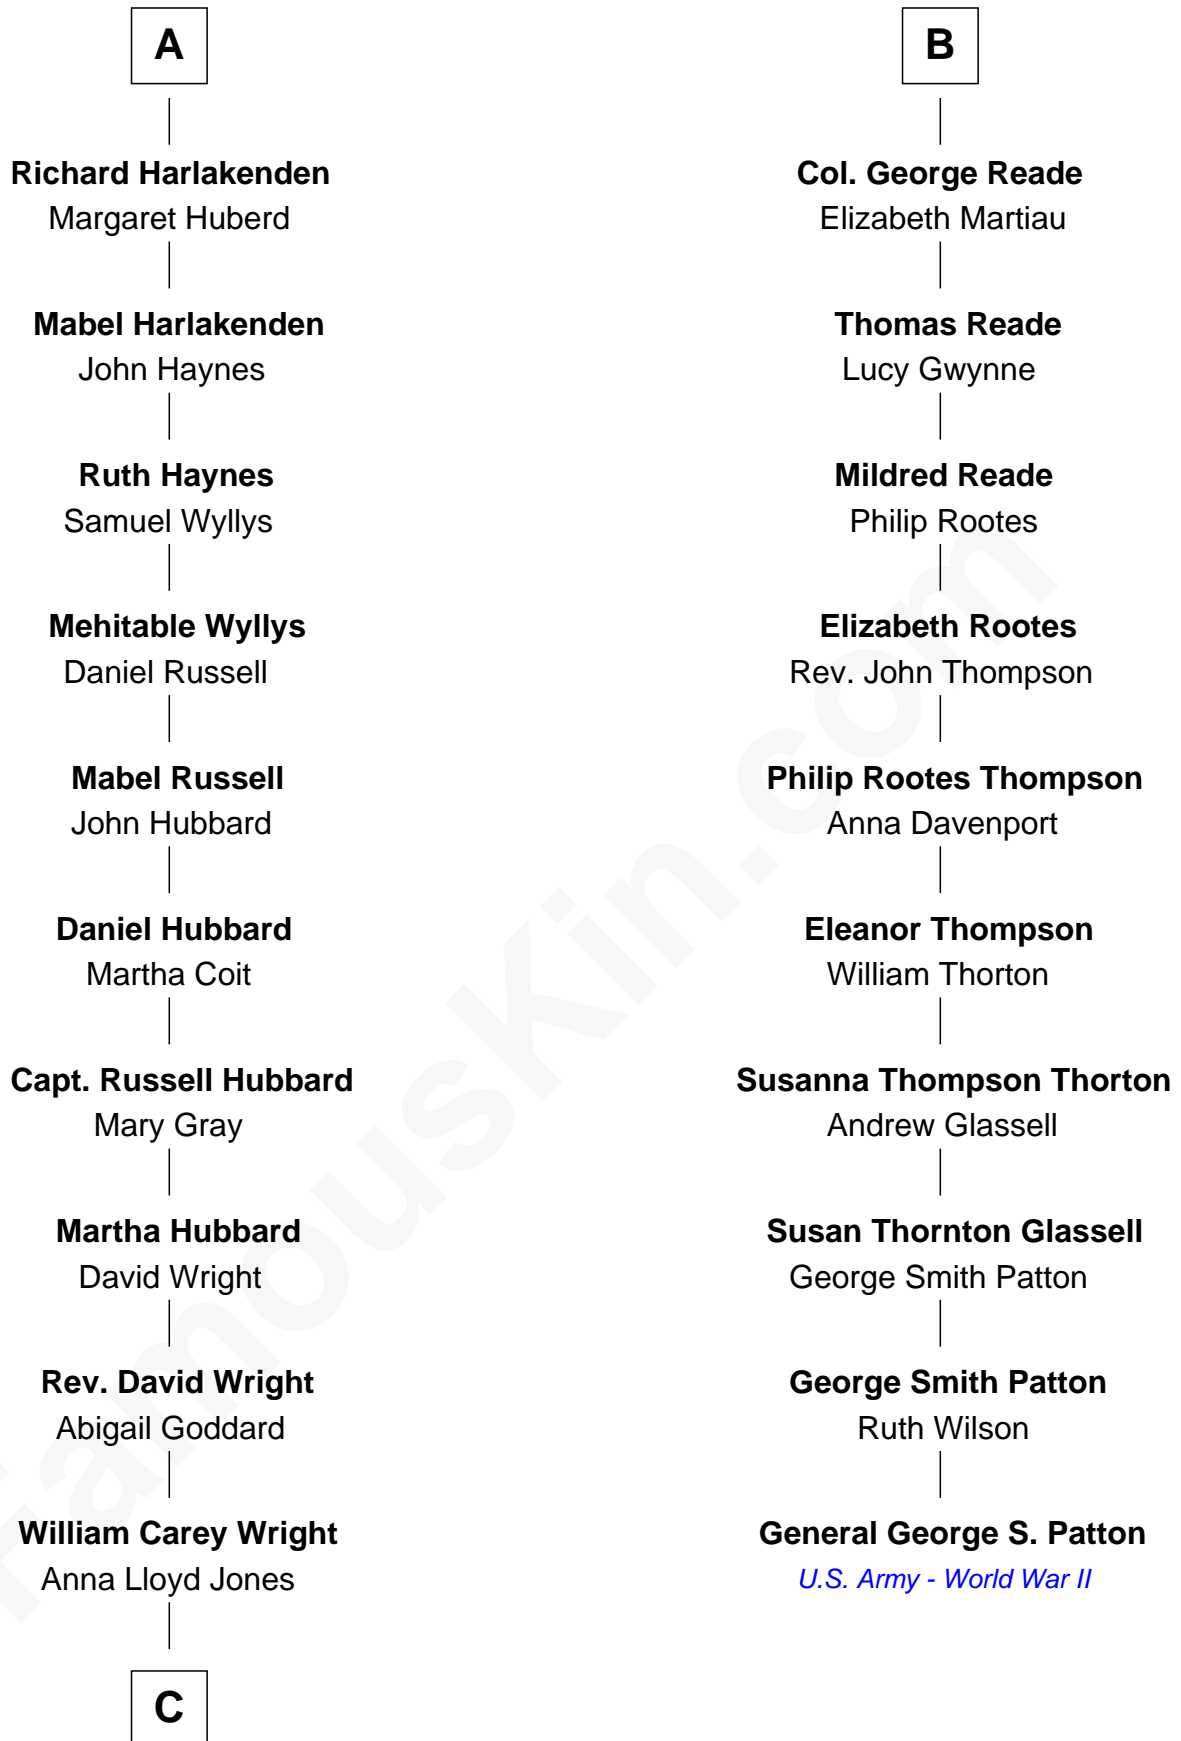 A
Richard Harlakenden
Margaret Huberd
Mabel Harlakenden
John Haynes
Ruth Haynes
Samuel Wyllys
Mehitable Wyllys
Daniel Russell
Mabel Russell
John Hubbard
Daniel Hubbard
Martha Coit
Capt. Russell Hubbard
Mary Gray
Martha Hubbard
David Wright
Rev. David Wright
Abigail Goddard
William Carey Wright
Anna Lloyd Jones
C
B
Col. George Reade
Elizabeth Martiau
Thomas Reade
Lucy Gwynne
Mildred Reade
Philip Rootes
Elizabeth Rootes
Rev. John Thompson
Philip Rootes Thompson
Anna Davenport
Eleanor Thompson
William Thorton
Susanna Thompson Thorton
Andrew Glassell
Susan Thornton Glassell
George Smith Patton
George Smith Patton
Ruth Wilson
General George S. Patton
U.S. Army - World War II
FamousKin.com